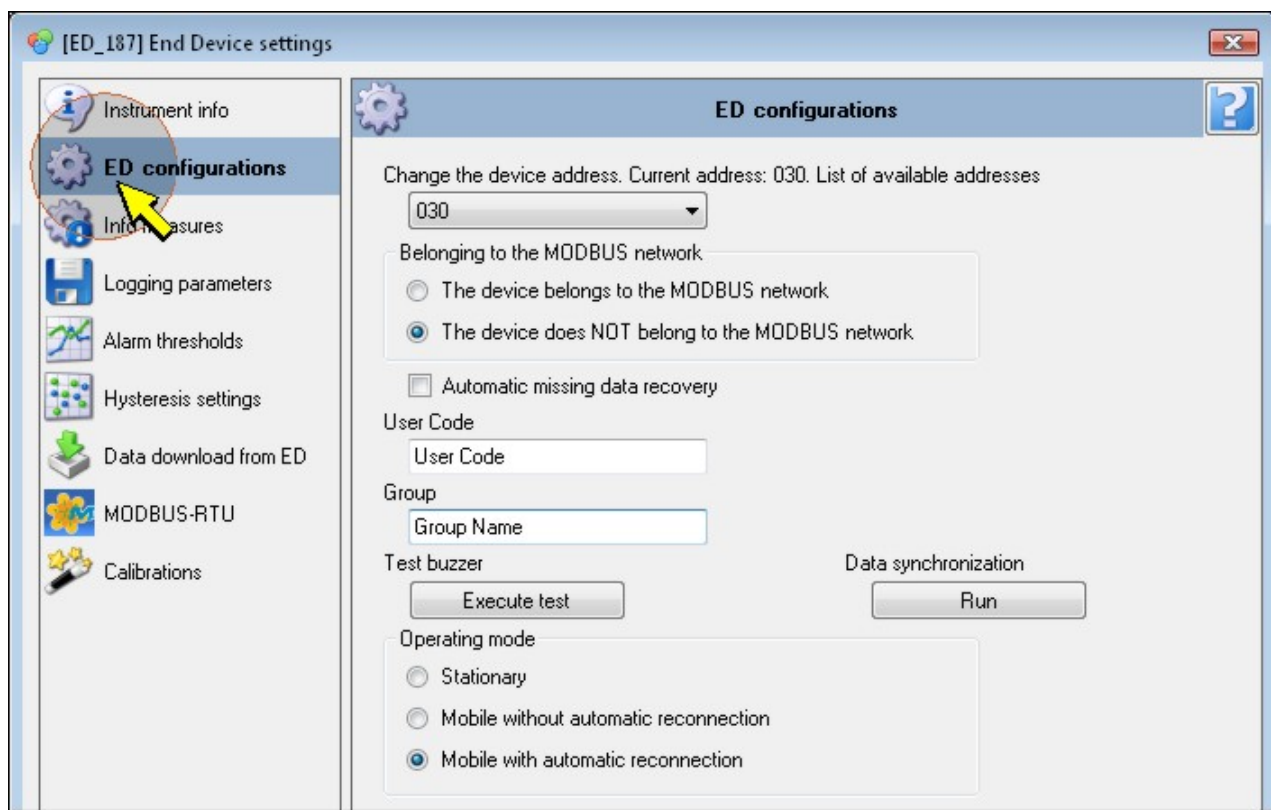 [ED_187] End Device settings
Instrument info
ED configurations
Info measures
Logging parameters
Alarm thresholds
Hysteresis settings
Data download from ED
MODBUS-RTU
Calibrations
ED configurations
Change the device address. Current address: 030. List of available addresses
030
Belonging to the MODBUS network
The device belongs to the MODBUS network
The device does NOT belong to the MODBUS network
Automatic missing data recovery
User Code
User Code
Group
Group Name
Test buzzer
Data synchronization
Execute test
Run
Operating mode
Stationary
Mobile without automatic reconnection
Mobile with automatic reconnection